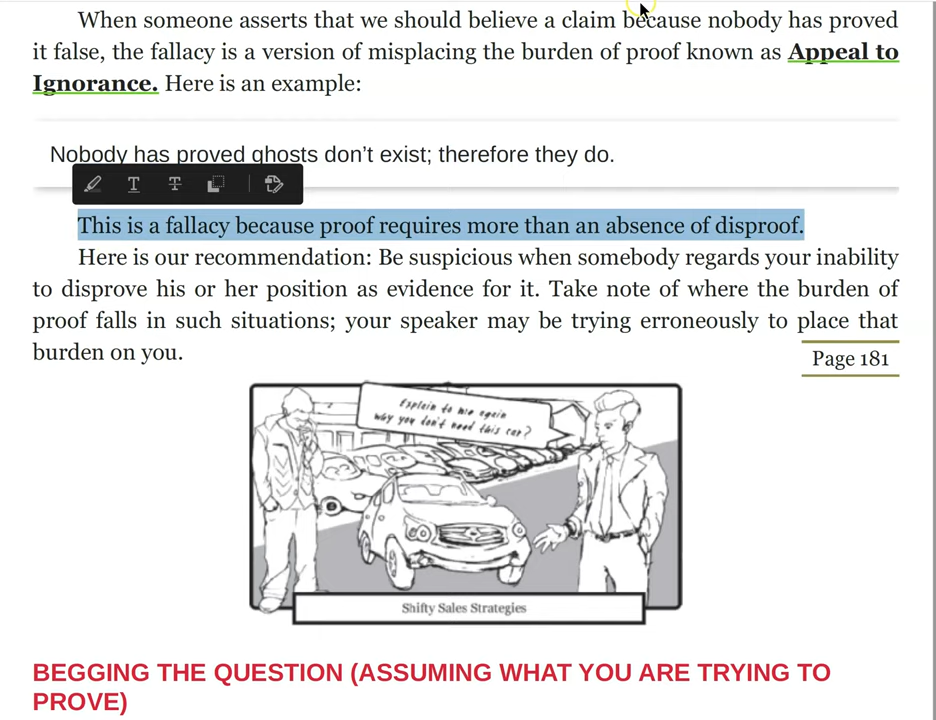 When someone asserts that we should believe a claim because nobody has proved
it false, the fallacy is a version of misplacing the burden of proof known as Appeal to
Ignorance. Here is an example:
Nobody has proved ghosts don’t exist; therefore they do.
This is a fallacy because proof requires more than an absence of disproof.
Here is our recommendation: Be suspicious when somebody regards your inability
to disprove his or her position as evidence for it. Take note of where the burden of
proof falls in such situations; your speaker may be trying erroneously to place that
burden on you.
Page 181
Explain to me again
why you don't need this car?
Shifty Sales Strategies
BEGGING THE QUESTION (ASSUMING WHAT YOU ARE TRYING TO
PROVE)